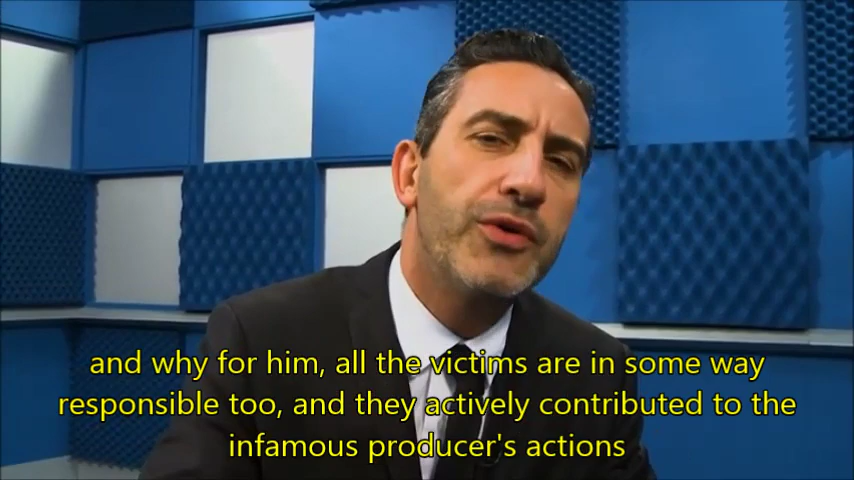 and why for him, all the victims are in some way
responsible too, and they actively contributed to the
infamous producer's actions